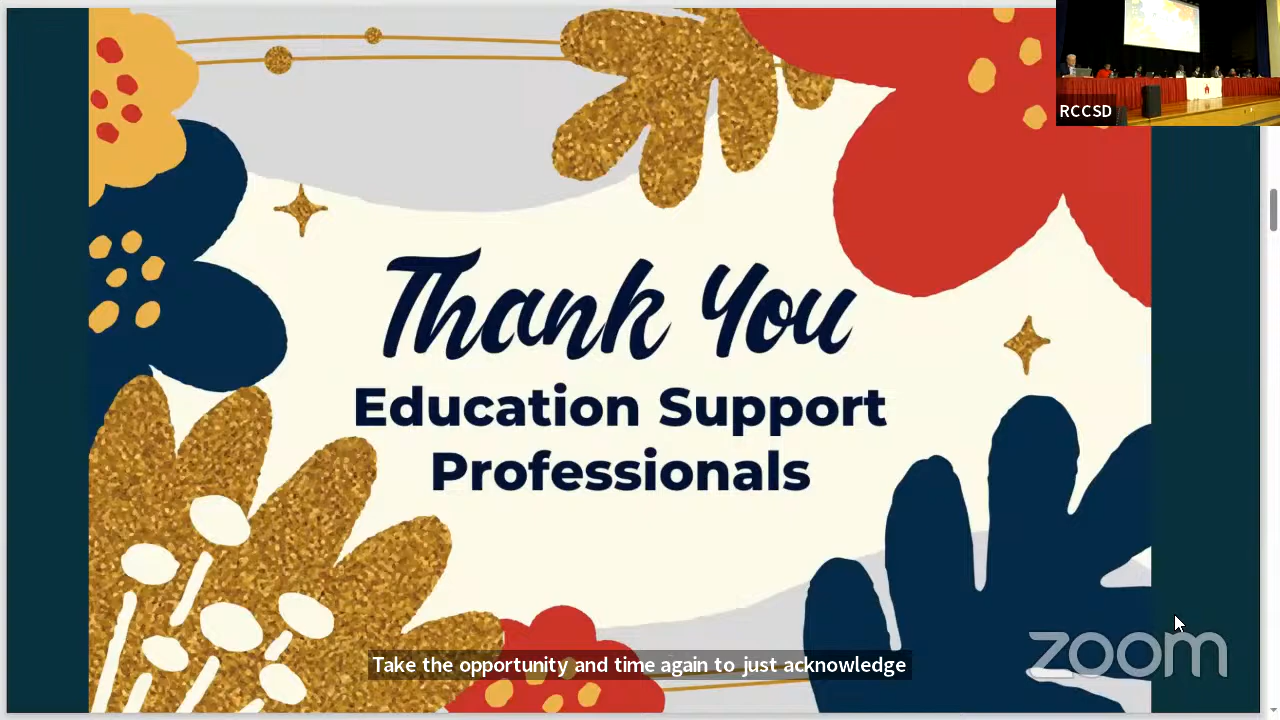 RCCSD
Thank You
Education Support
Professionals
Take the opportunity and time again to just acknowledge
zoom